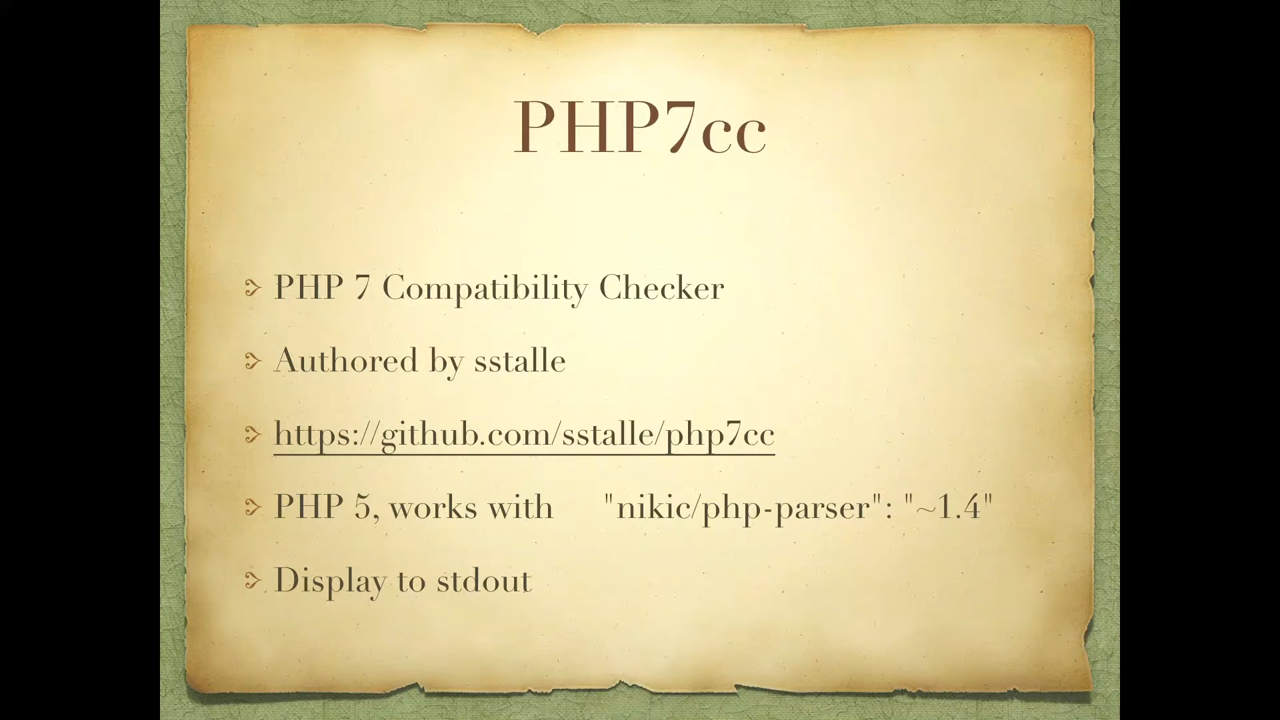 PHP7cc
PHP 7 Compatibility Checker
Authored by sstalle
https://github.com/sstalle/php7cc
PHP 5, works with "nikic/php-parser": "~1.4"
Display to stdout